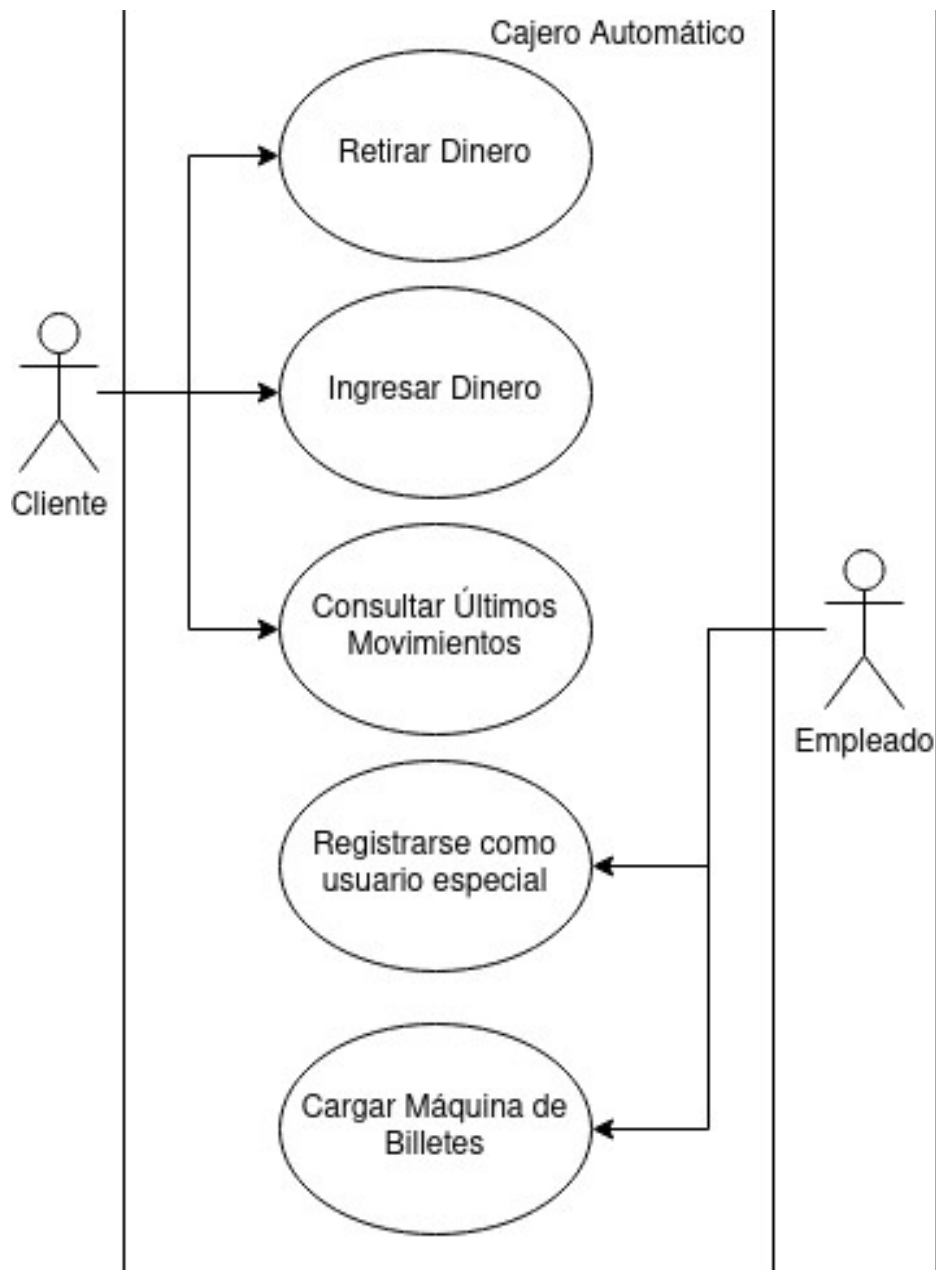 Cajero Automático
Retirar Dinero
Ingresar Dinero
Cliente
Consultar Últimos
Movimientos
Empleado
Registrarse como
usuario especial
Cargar Máquina de
Billetes